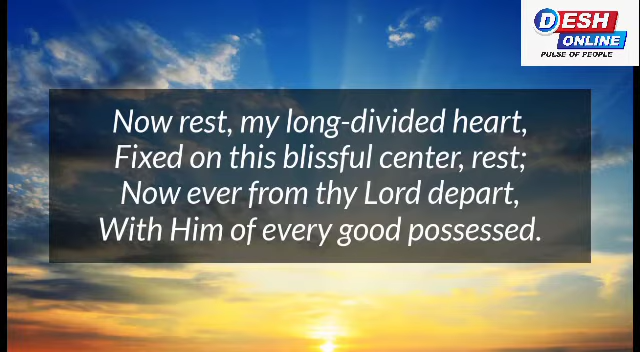 DESH
ONLINE
PULSE OF PEOPLE
Now rest, my long-divided heart,
Fixed on this blissful center, rest;
Now ever from thy Lord depart,
With Him of every good possessed.